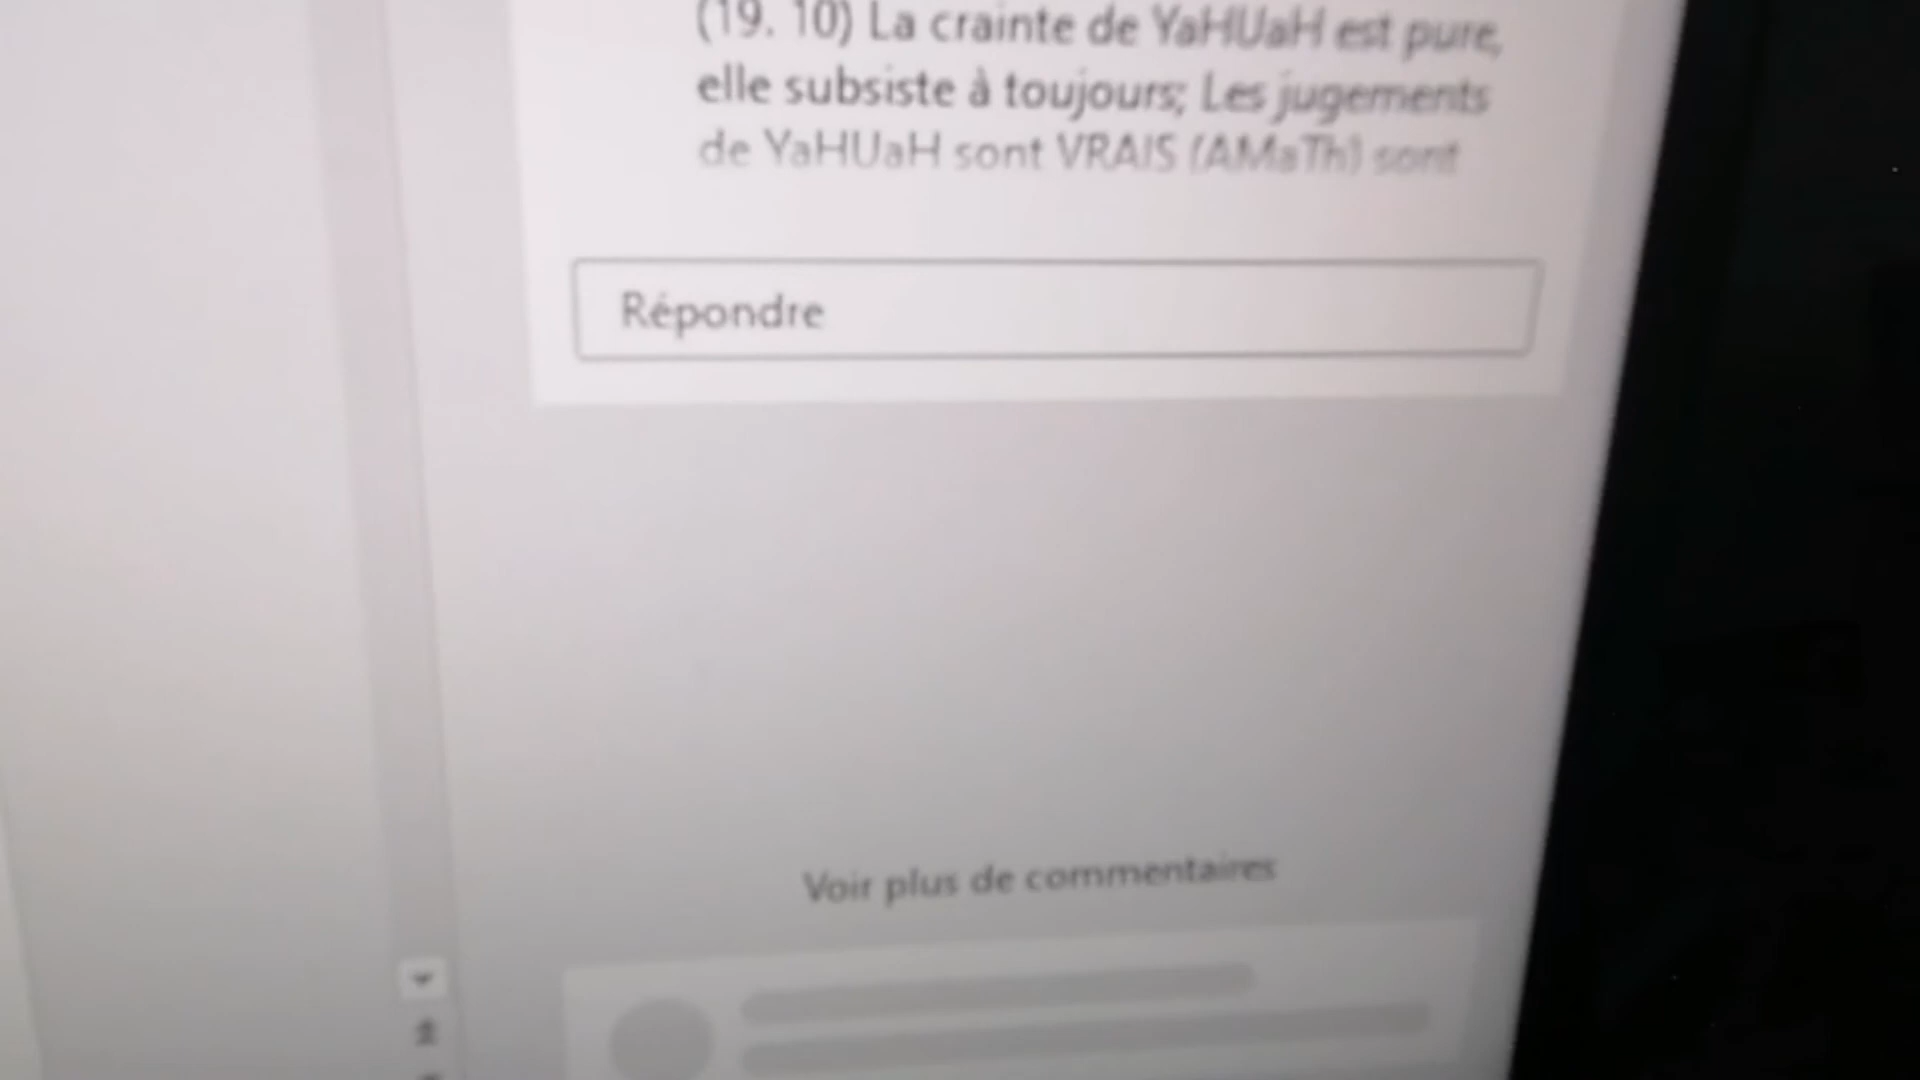 (19. 10) La crainte de YaHUaH est pure,
elle subsiste à toujours; Les jugements
de YaHUaH sont VRAIS (AMaTh) sont
Répondre
Voir plus de commentaires